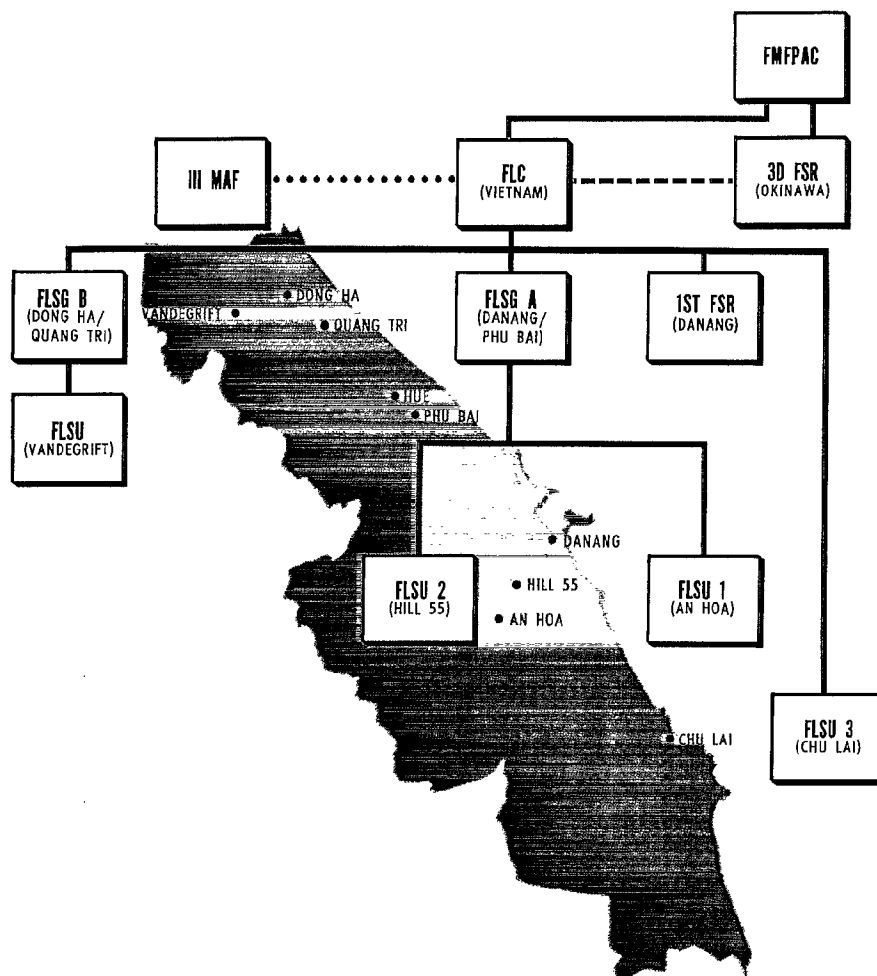 FMFPAC
III MAF
FLC
(VIETNAM)
3D FSR
(OKINAWA)
FLSG B
(DONG HA/
QUANG TRI)
FLSG A
(DANANG/
PHU BAI)
1ST FSR
(DANANG)
DONG HA
VANDEGRIFT
QUANG TRI
FLSU
(VANDEGRIFT)
HUE
PHU BAI
DANANG
FLSU 2
(HILL 55)
HILL 55
AN HOA
FLSU 1
(AN HOA)
FLSU 3
(CHU LAI)
CHU LAI